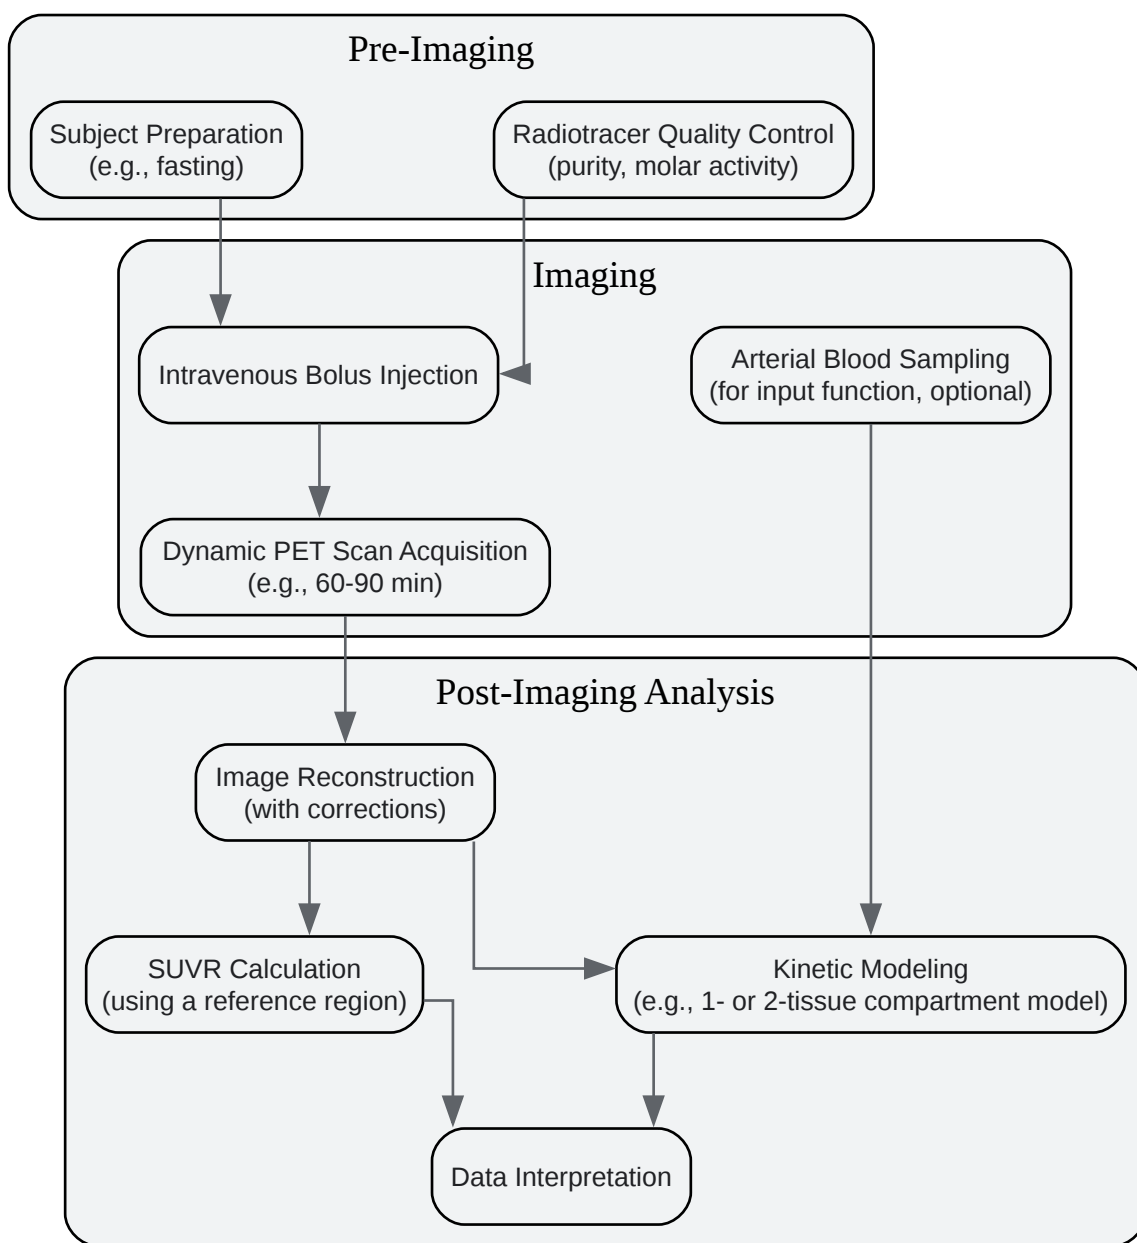 Pre-Imaging
Subject Preparation
(e.g., fasting)
Radiotracer Quality Control
(purity, molar activity)
Imaging
Intravenous Bolus Injection
Arterial Blood Sampling
(for input function, optional)
Dynamic PET Scan Acquisition
(e.g., 60-90 min)
Post-Imaging Analysis
Image Reconstruction
(with corrections)
SUVR Calculation
(using a reference region)
Kinetic Modeling
(e.g., 1- or 2-tissue compartment model)
Data Interpretation